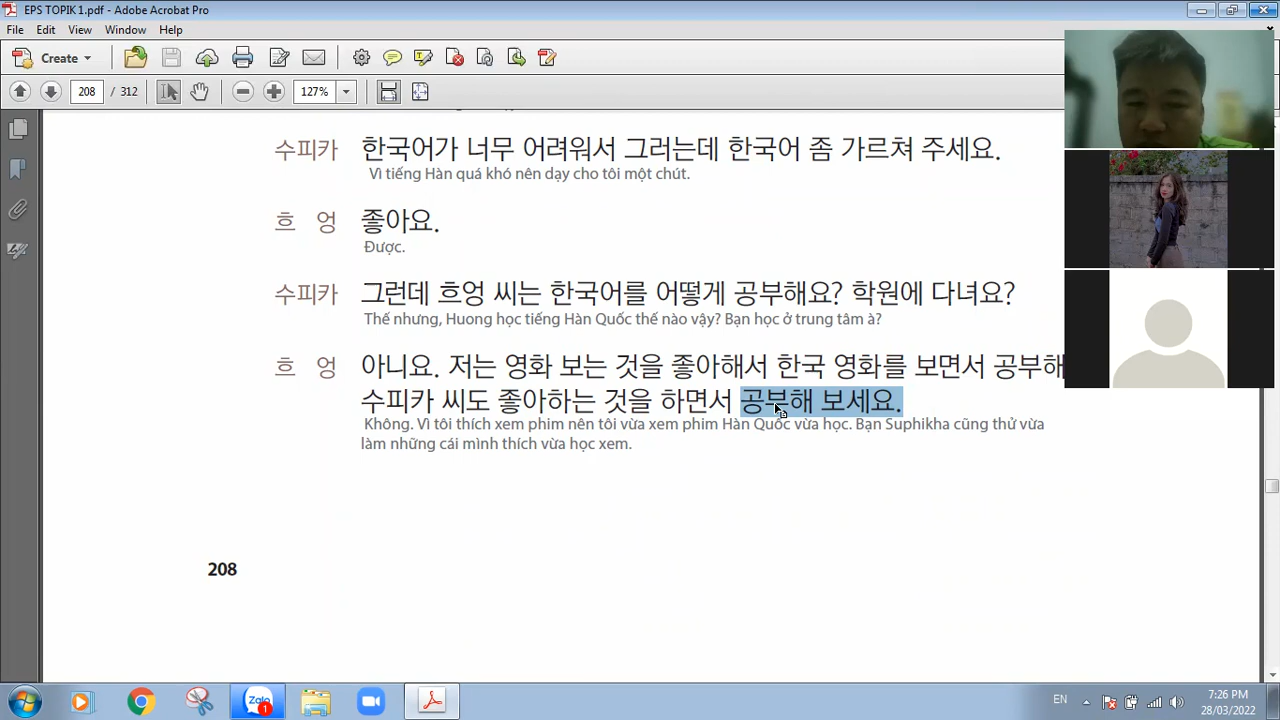 EPS TOPIK 1.pdf - Adobe Acrobat Pro
File Edit View Window Help
Create
208 / 312 127%
수피카 한국어가 너무 어려워서 그러는데 한국어 좀 가르쳐 주세요.
Vì tiếng Hàn quá khó nên dạy cho tôi một chút.
흐엉 좋아요.
Được.
수피카 그런데 흐엉 씨는 한국어를 어떻게 공부해요? 학원에 다녀요?
Thế nhưng, Huong học tiếng Hàn Quốc thế nào vậy? Bạn học ở trung tâm à?
흐엉 아니요. 저는 영화 보는 것을 좋아해서 한국 영화를 보면서 공부해
수피카 씨도 좋아하는 것을 하면서 공부해 보세요.
Không. Vì tôi thích xem phim nên tôi vừa xem phim Hàn Quốc vừa học. Bạn Suphikha cũng thử vừa
làm những cái mình thích vừa học xem.
208
Zalo
1
EN
7:26 PM
28/03/2022